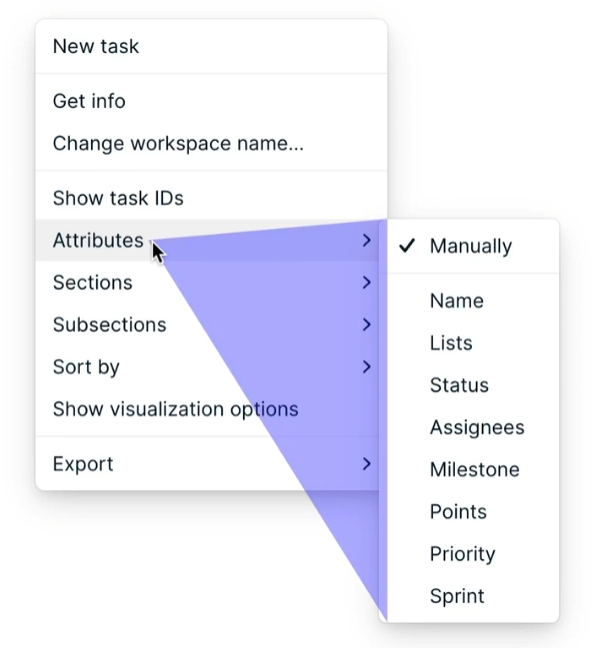 New task
Get info
Change workspace name...
Show task IDs
Attributes
Sections
Subsections
Sort by
Show visualization options
Export
Manually
Name
Lists
Status
Assignees
Milestone
Points
Priority
Sprint